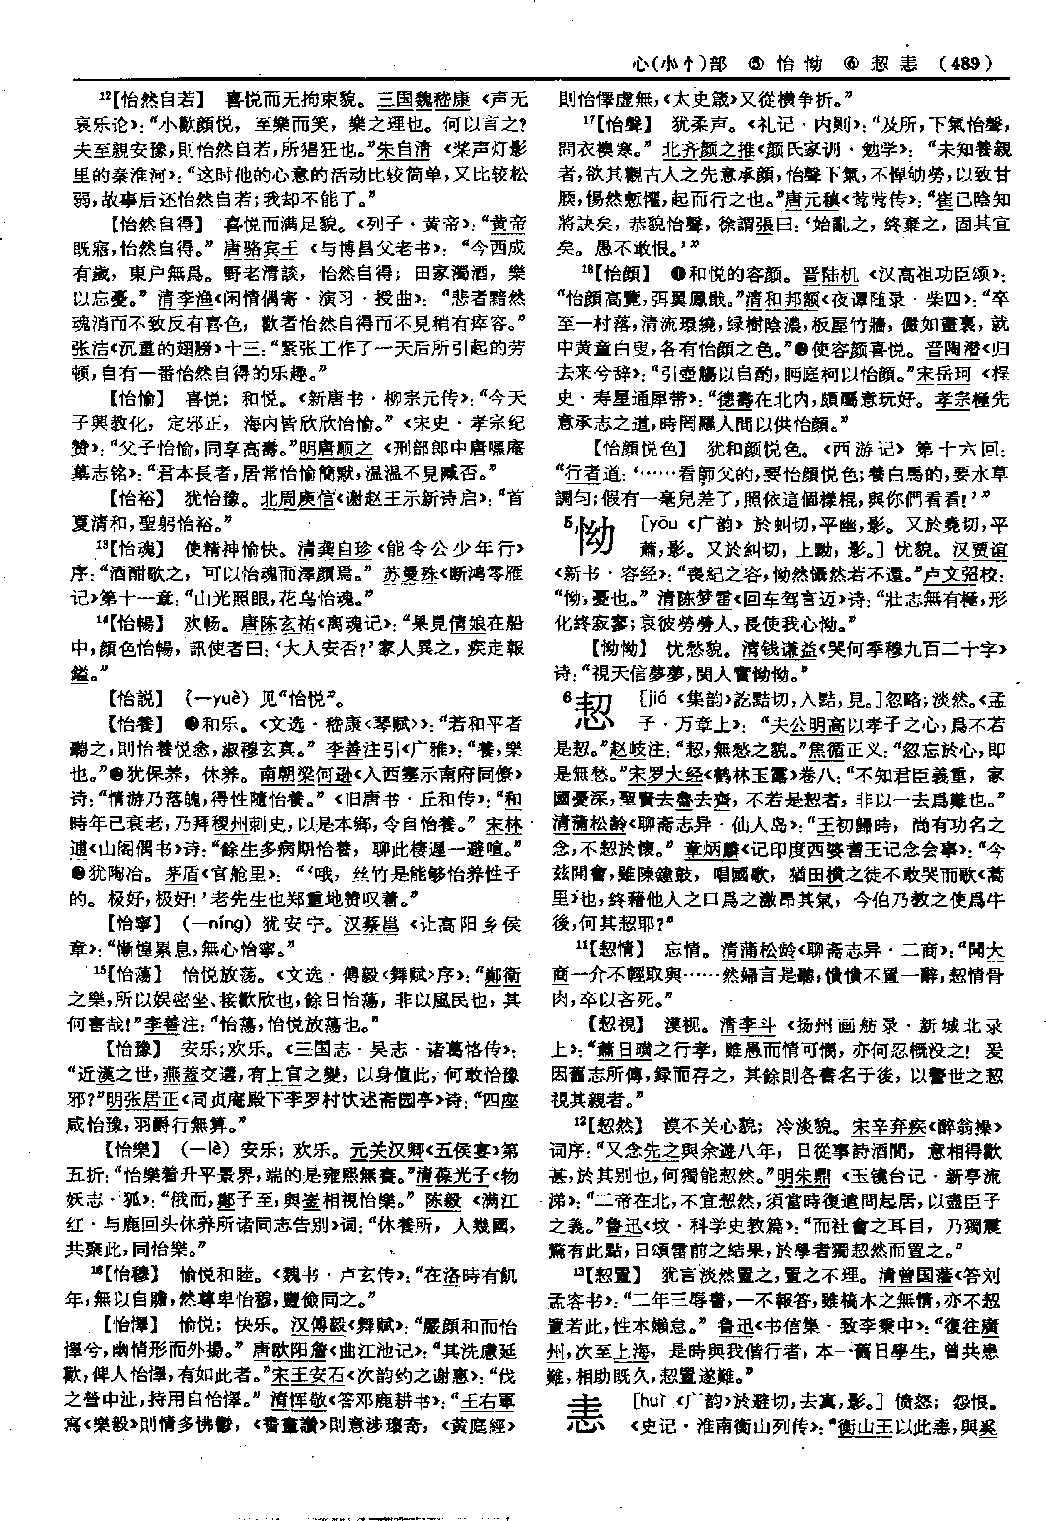 心(小忄)部 ⑤ 怡 怮 ⑥ 恝 恚 (489)
¹²【怡然自若】 喜悦而无拘束貌。三国魏嵇康《声无
哀乐论》:“小歡顔悦,至樂而笑,樂之理也。何以言之?
夫至親安豫,則怡然自若,所猖狂也。”朱自清《桨声灯影
里的秦淮河》:“这时他的心意的活动比较简单,又比较松
弱,故事后还怡然自若;我却不能了。”
【怡然自得】 喜悦而满足貌。《列子·黄帝》:“黄帝
既寤,怡然自得。”唐骆宾王《与博昌父老书》:“今西成
有歲,東户無爲。野老清談,怡然自得;田家濁酒,樂
以忘憂。”清李渔《闲情偶寄·演习·授曲》:“悲者黯然
魂消而不致反有喜色,歡者怡然自得而不見稍有瘁容。”
张洁《沉重的翅膀》十三:“紧张工作了一天后所引起的劳
顿,自有一番怡然自得的乐趣。”
【怡愉】 喜悦;和悦。《新唐书·柳宗元传》:“今天
子興教化,定邪正,海内皆欣欣怡愉。”《宋史·孝宗纪
赞》:“父子怡愉,同享高壽。”明唐顺之《刑部郎中唐嘿庵
墓志铭》:“君本長者,居常怡愉簡默,温温不見臧否。”
【怡裕】 犹怡豫。北周庾信《谢赵王示新诗启》:“首
夏清和,聖躬怡裕。”
¹³【怡魂】 使精神愉快。清龚自珍《能令公少年行》
序:“酒酣歌之,可以怡魂而澤顔焉。”苏曼殊《断鸿零雁
记》第十一章:“山光照眼,花鸟怡魂。”
¹⁴【怡暢】 欢畅。唐陈玄祐《离魂记》:“果見倩娘在船
中,顔色怡暢,訊使者曰:‘大人安否?’家人異之,疾走報
鎰。”
【怡説】 (—yuè) 见“怡悦”。
【怡養】 ❶和乐。《文选·嵇康〈琴赋〉》:“若和平者
聽之,則怡養悦悆,淑穆玄真。”李善注引《广雅》:“養,樂
也。”❷犹保养,休养。南朝梁何逊《入西塞示南府同僚》
诗:“情游乃落魄,得性隨怡養。”《旧唐书·丘和传》:“和
時年已衰老,乃拜稷州刺史,以是本鄉,令自怡養。”宋林
逋《山阁偶书》诗:“餘生多病期怡養,聊此棲遲一避喧。”
❸犹陶冶。茅盾《官舱里》:“‘哦,丝竹是能够怡养性子
的。极好,极好!’老先生也郑重地赞叹着。”
【怡寧】 (—níng) 犹安宁。汉蔡邕《让高阳乡侯
章》:“惭惶累息,無心怡寧。”
¹⁵【怡荡】 怡悦放荡。《文选·傅毅〈舞赋〉序》:“鄭衛
之樂,所以娱密坐、接歡欣也,餘日怡蕩,非以風民也,其
何害哉!”李善注:“怡蕩,怡悦放蕩也。”
【怡豫】 安乐;欢乐。《三国志·吴志·诸葛恪传》:
“近漢之世,燕蓋交遘,有上官之變,以身值此,何敢怡豫
邪?”明张居正《同贞庵殿下李罗村饮述斋园亭》诗:“四座
咸怡豫,羽爵行無算。”
【怡樂】 (—lè) 安乐;欢乐。元关汉卿《五侯宴》第
五折:“怡樂着升平景界,端的是雍熙無賽。”清葆光子《物
妖志·狐》:“俄而,鄭子至,與崟相視怡樂。”陈毅《满江
红·与鹿回头休养所诸同志告别》词:“休養所,人幾國,
共聚此,同怡樂。”
¹⁶【怡穆】 愉悦和睦。《魏书·卢玄传》:“在洛時有飢
年,無以自贍,然尊卑怡穆,豐儉同之。”
【怡懌】 愉悦;快乐。汉傅毅《舞赋》:“嚴顔和而怡
懌兮,幽情形而外揚。”唐欧阳詹《曲江池记》:“其洗慮延
歡,俾人怡懌,有如此者。”宋王安石《次韵约之谢惠》:“伐
之譬中沚,持用自怡懌。”清恽敬《答邓鹿耕书》:“王右軍
寫《樂毅》則情多怫鬱,《書畫讚》則意涉瓌奇,《黄庭經》
則怡懌虚無,《太史箴》又從横争折。”
¹⁷【怡聲】 犹柔声。《礼记·内则》:“及所,下氣怡聲,
問衣襖寒。”北齐颜之推《颜氏家训·勉学》:“未知養親
者,欲其觀古人之先意承顔,怡聲下氣,不憚劬勞,以致甘
腝,惕然慙懼,起而行之也。”唐元稹《莺莺传》:“崔已陰知
將訣矣,恭貌怡聲,徐謂張曰:‘始亂之,終棄之,固其宜
矣。愚不敢恨。’”
¹⁸【怡顔】 ❶和悦的容颜。晋陆机《汉高祖功臣颂》:
“怡顔高覽,弭翼鳳戢。”清和邦额《夜谭随录·柴四》:“卒
至一村落,清流環繞,緑樹陰濃,板屋竹牆,儼如畫裏,就
中黄童白叟,各有怡顔之色。”❷使容颜喜悦。晋陶潜《归
去来兮辞》:“引壺觴以自酌,眄庭柯以怡顔。”宋岳珂《桯
史·寿星通犀带》:“德壽在北内,頗屬意玩好。孝宗極先
意承志之道,時罔羅人間以供怡顔。”
【怡顔悦色】 犹和颜悦色。《西游记》第十六回:
“行者道:‘……看師父的,要怡顔悦色;養白馬的,要水草
調匀;假有一毫兒差了,照依這個樣棍,與你們看看!’”
⁵怮 [yōu《广韵》於虯切,平幽,影。又於堯切,平
蕭,影。又於糾切,上黝,影。] 忧貌。汉贾谊
《新书·容经》:“喪紀之容,怮然慑然若不還。”卢文弨校:
“怮,憂也。”清陈梦雷《回车驾言迈》诗:“壯志無有極,形
化終寂寥;哀彼勞勞人,長使我心怮。”
【怮怮】 忧愁貌。清钱谦益《哭何季穆九百二十字》
诗:“視天信夢夢,閔人實怮怮。”
⁶恝 [jiá《集韵》訖黠切,入黠,見。]忽略;淡然。《孟
子·万章上》:“夫公明高以孝子之心,爲不若
是恝。”赵岐注:“恝,無愁之貌。”焦循正义:“忽忘於心,即
是無愁。”宋罗大经《鹤林玉露》卷八:“不知君臣義重,家
國憂深,聖賢去魯去齊,不若是恝者,非以一去爲難也。”
清蒲松龄《聊斋志异·仙人岛》:“王初歸時,尚有功名之
念,不恝於懷。”章炳麟《记印度西婆耆王记念会事》:“今
兹開會,雖陳鐃鼓,唱國歌,猶田横之徒不敢哭而歌《蒿
里》也,終藉他人之口爲之激昂其氣,今伯乃教之使爲牛
後,何其恝耶?”
¹¹【恝情】 忘情。清蒲松龄《聊斋志异·二商》:“聞大
商一介不輕取與……然婦言是聽,憒憒不置一辭,恝情骨
肉,卒以吝死。”
【恝視】 漠视。清李斗《扬州画舫录·新城北录
上》:“蕭日曂之行孝,雖愚而情可憫,亦何忍概没之!爰
因舊志所傳,録而存之,其餘則各書名于後,以警世之恝
視其親者。”
¹²【恝然】 漠不关心貌;冷淡貌。宋辛弃疾《醉翁操》
词序:“又念先之與余遊八年,日從事詩酒間,意相得歡
甚,於其别也,何獨能恝然。”明朱鼎《玉镜台记·新亭流
涕》:“二帝在北,不宜恝然,須當時復遣問起居,以盡臣子
之義。”鲁迅《坟·科学史教篇》:“而社會之耳目,乃獨震
驚有此點,日頌當前之結果,於學者獨恝然而置之。”
¹³【恝置】 犹言淡然置之,置之不理。清曾国藩《答刘
孟容书》:“二年三辱書,一不報答,雖槁木之無情,亦不恝
置若此,性本嬾怠。”鲁迅《书信集·致李秉中》:“復往廣
州,次至上海,是時與我偕行者,本一舊日學生,曾共患
難,相助既久,恝置遂難。”
恚 [huì《广韵》於避切,去寘,影。] 愤怒;怨恨。
《史记·淮南衡山列传》:“衡山王以此恚,與奚